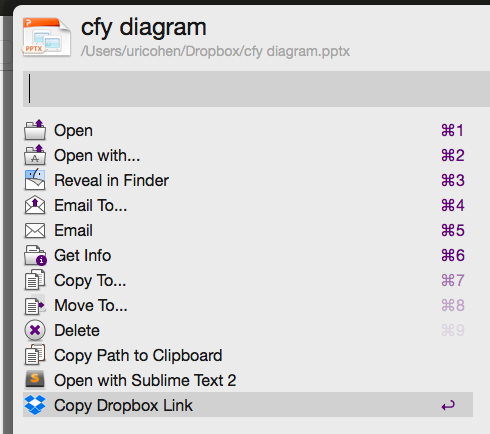 cfy diagram
/Users/uricohen/Dropbox/cfy diagram.pptx
Open ⌘1
Open with... ⌘2
Reveal in Finder ⌘3
Email To... ⌘4
Email ⌘5
Get Info ⌘6
Copy To... ⌘7
Move To... ⌘8
Delete ⌘9
Copy Path to Clipboard
Open with Sublime Text 2
Copy Dropbox Link ↩
P
PPTX